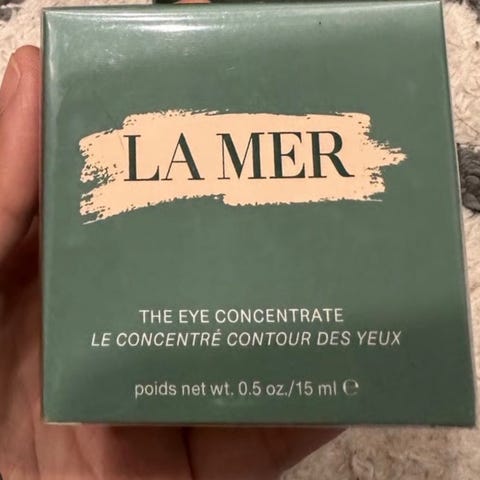 LA MER
THE EYE CONCENTRATE
LE CONCENTRÉ CONTOUR DES YEUX
poids net wt. 0.5 oz./15 ml ℮